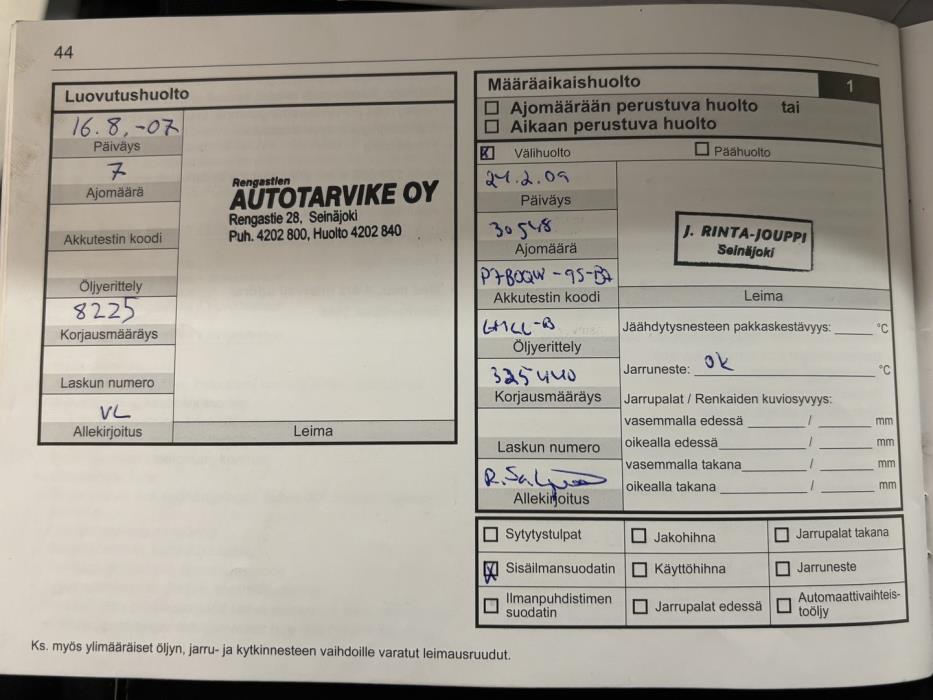 44
Luovutushuolto
16.8.-07
Päiväys
7
Ajomäärä
Akkutestin koodi
Öljyerittely
8225
Korjausmääräys
Laskun numero
VL
Allekirjoitus
Rengastien
AUTOTARVIKE OY
Rengastie 28, Seinäjoki
Puh. 4202 800, Huolto 4202 840
Leima
Määräaikaishuolto 1
Ajomäärään perustuva huolto tai
Aikaan perustuva huolto
Välihuolto Päähuolto
Päiväys
30548
Ajomäärä
Akkutestin koodi
Öljyerittely
325440
Korjausmääräys
Laskun numero
Allekirjoitus
J. RINTA-JOUPPI
Seinäjoki
Leima
Jäähdytysnesteen pakkaskestävyys: °C
Jarruneste: ok °C
Jarrupalat / Renkaiden kuviosyvyys:
vasemmalla edessä / mm
oikealla edessä / mm
vasemmalla takana / mm
oikealla takana / mm
Sytytystulpat Jakohihna Jarrupalat takana
Sisäilmansuodatin Käyttöhihna Jarruneste
Ilmanpuhdistimen
suodatin
Jarrupalat edessä
Automaattivaihteis-
toöljy
Ks. myös ylimääräiset öljyn, jarru- ja kytkinnesteen vaihdoille varatut leimausruudut.